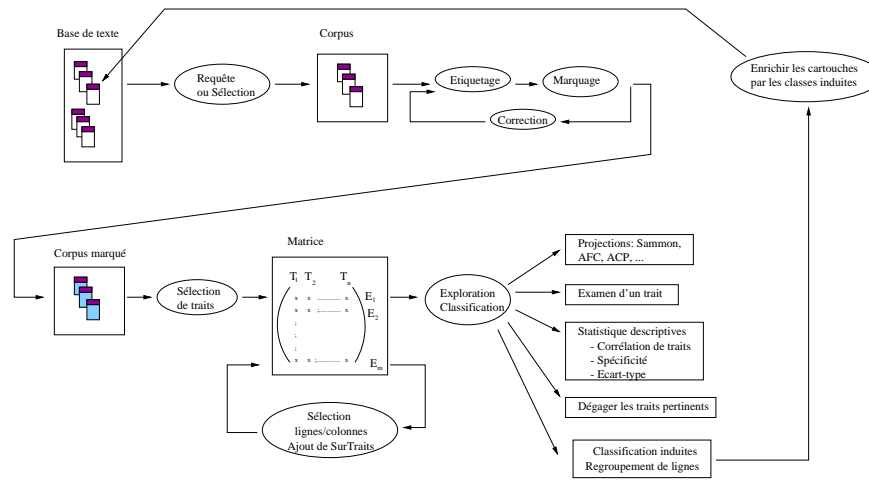 Base de texte
Corpus
Requête
ou Sélection
Etiquetage
Marquage
Correction
Enrichir les cartouches
par les classes induites
Corpus marqué
Sélection
de traits
Matrice
T1 T2 Tn
x x ............ x E1
x x ;........... x E2
;
;
;
x x ;........... x Em
Sélection
lignes/colonnes
Ajout de SurTraits
Exploration
Classification
Projections: Sammon,
AFC, ACP, ...
Examen d'un trait
Statistique descriptives
- Corrélation de traits
- Spécificité
- Ecart-type
Dégager les traits pertinents
Classification induites
Regroupement de lignes